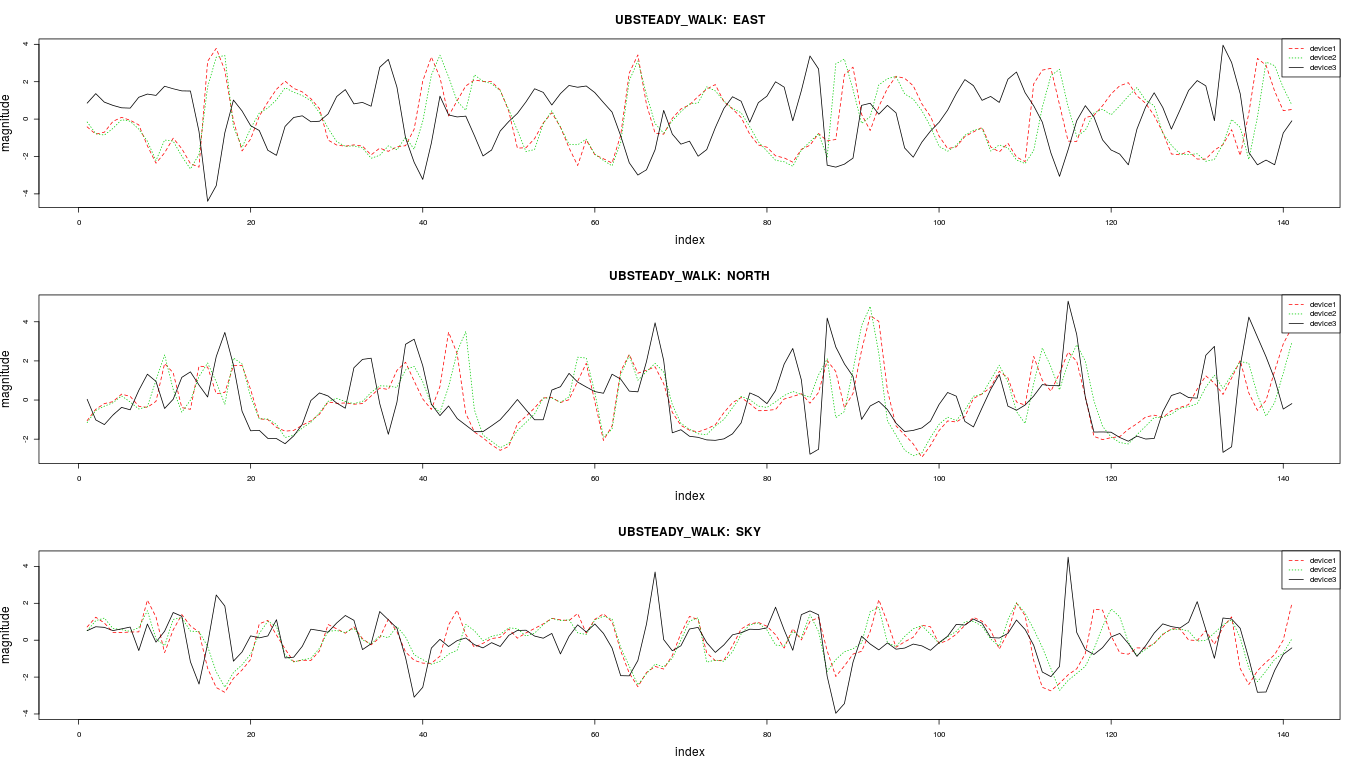 UBSTEADY_WALK: EAST
magnitude
4
2
0
-2
-4
device1
device2
device3
0 20 40 60 80 100 120 140
index
UBSTEADY_WALK: NORTH
magnitude
4
2
0
-2
device1
device2
device3
0 20 40 60 80 100 120 140
index
UBSTEADY_WALK: SKY
magnitude
4
2
0
-2
-4
device1
device2
device3
0 20 40 60 80 100 120 140
index